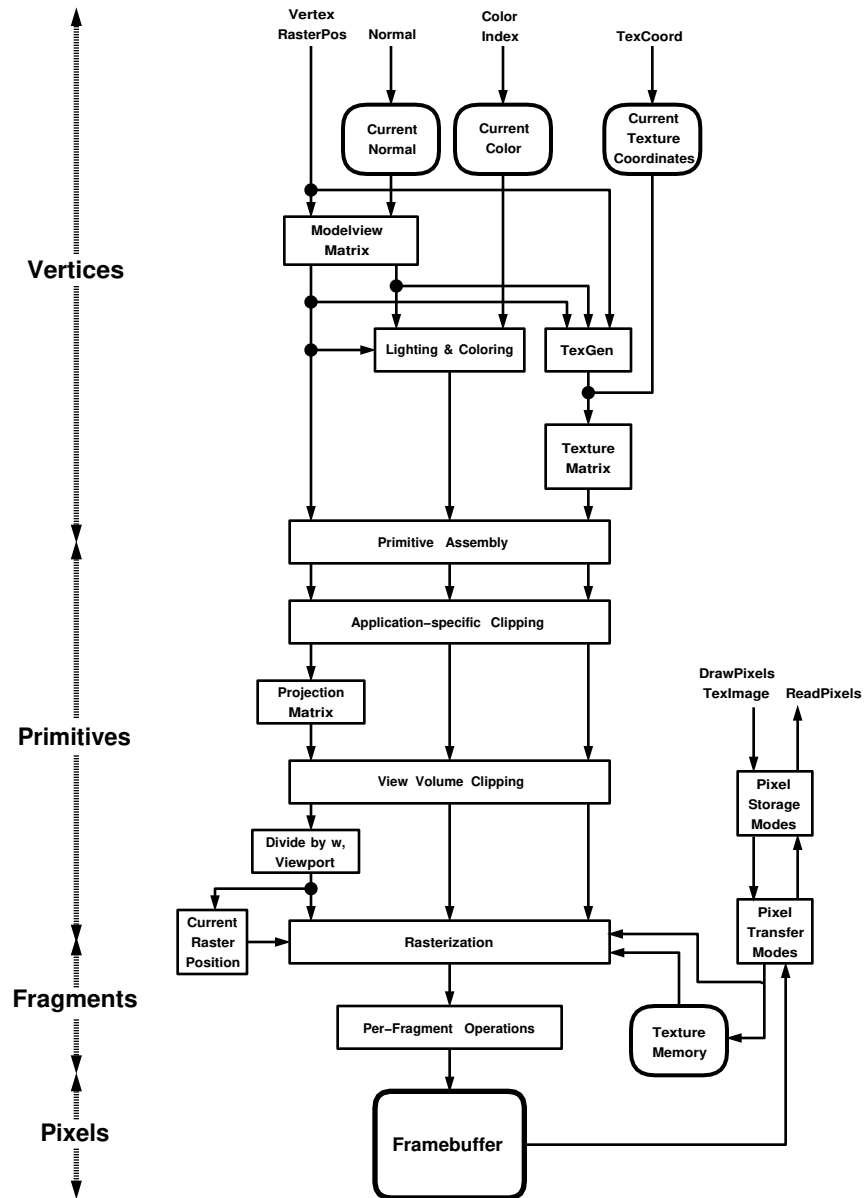 Vertex
RasterPos
Normal
Color
Index
TexCoord
Current
Normal
Current
Color
Current
Texture
Coordinates
Modelview
Matrix
Vertices
Lighting & Coloring
TexGen
Texture
Matrix
Primitive Assembly
Application-specific Clipping
DrawPixels
TexImage
ReadPixels
Projection
Matrix
Primitives
View Volume Clipping
Pixel
Storage
Modes
Divide by w,
Viewport
Current
Raster
Position
Rasterization
Pixel
Transfer
Modes
Fragments
Per-Fragment Operations
Texture
Memory
Pixels
Framebuffer